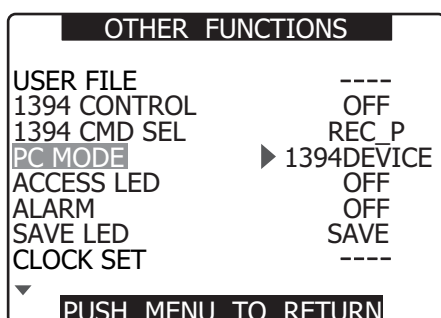 OTHER FUNCTIONS
USER FILE ----
1394 CONTROL OFF
1394 CMD SEL REC_P
PC MODE 1394DEVICE
ACCESS LED OFF
ALARM OFF
SAVE LED SAVE
CLOCK SET ----
PUSH MENU TO RETURN